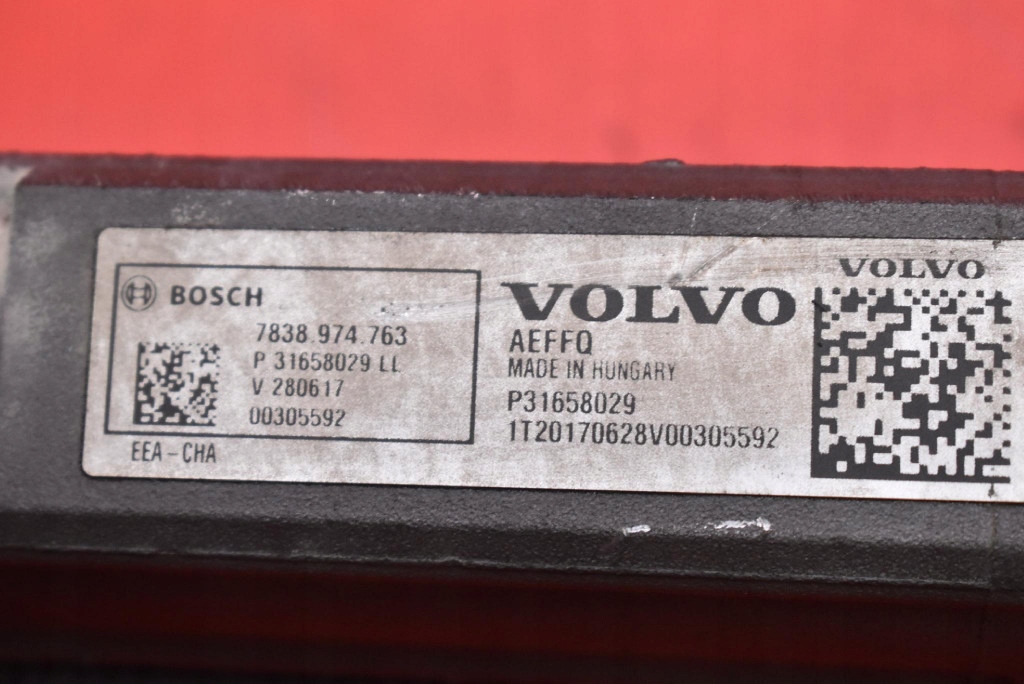 BOSCH
7838.974.763
P 31658029 LL
V 280617
00305592
EEA-CHA
VOLVO
AEFFQ
MADE IN HUNGARY
P31658029
1T20170628V00305592
VOLVO